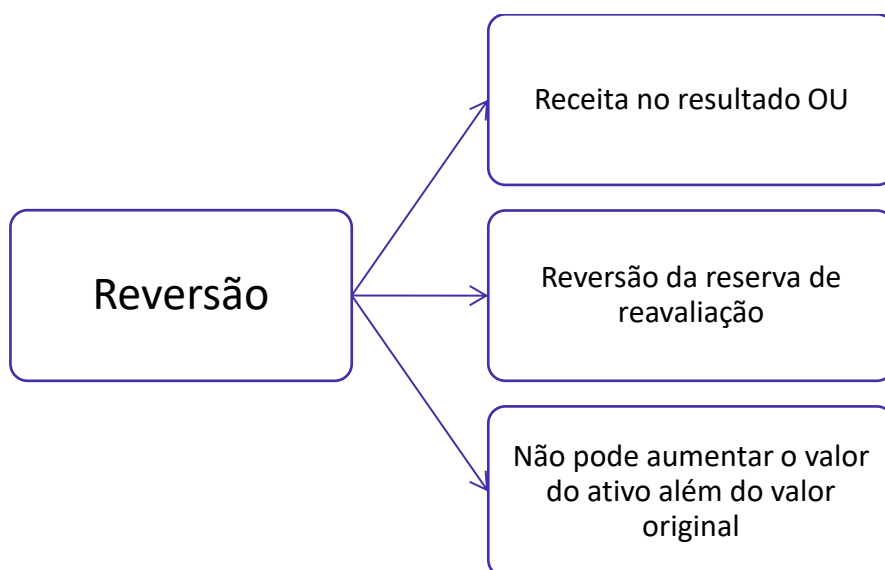 Receita no resultado OU
Reversão
Reversão da reserva de
reavaliação
Não pode aumentar o valor
do ativo além do valor
original